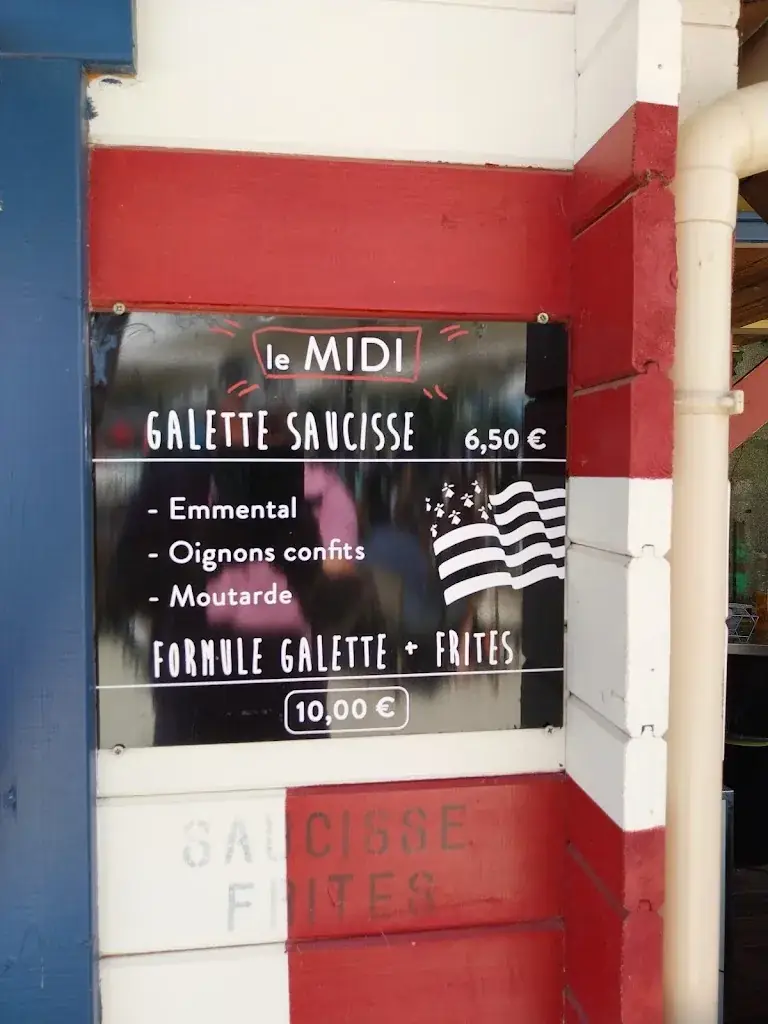 le MIDI
GALETTE SAUCISSE 6,50 €
- Emmental
- Oignons confits
- Moutarde
FORMULE GALETTE + FRITES
10,00 €
SAUCISSE
FRITES